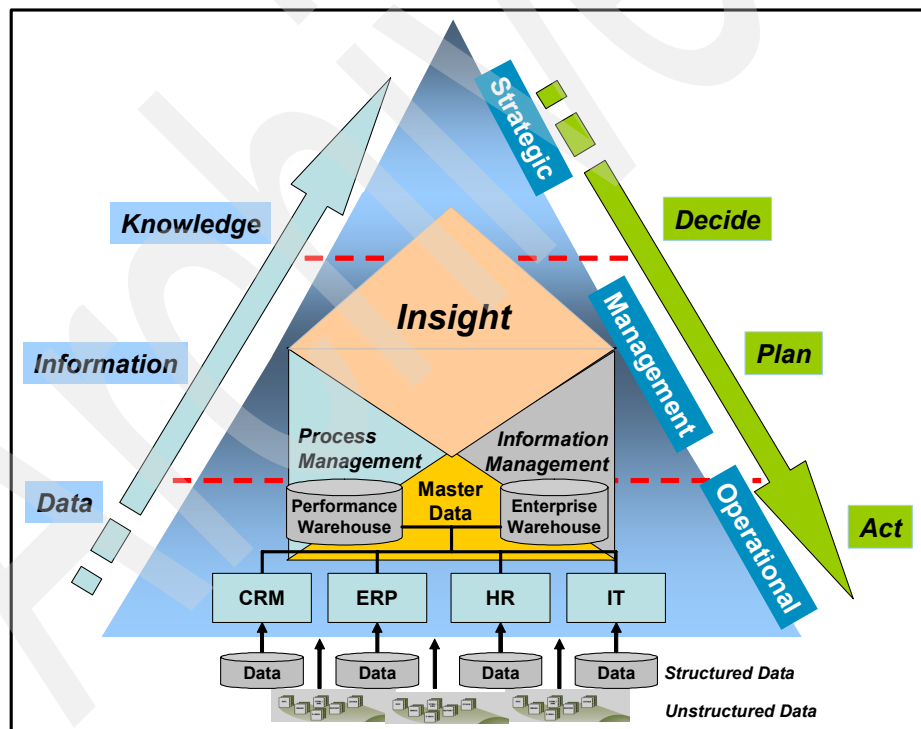 Strategic
Knowledge
Decide
Insight
Management
Information
Plan
Process
Management
Information
Management
Data
Master
Data
Performance
Warehouse
Enterprise
Warehouse
Operational
Act
CRM
ERP
HR
IT
Data
Data
Data
Data
Structured Data
Unstructured Data